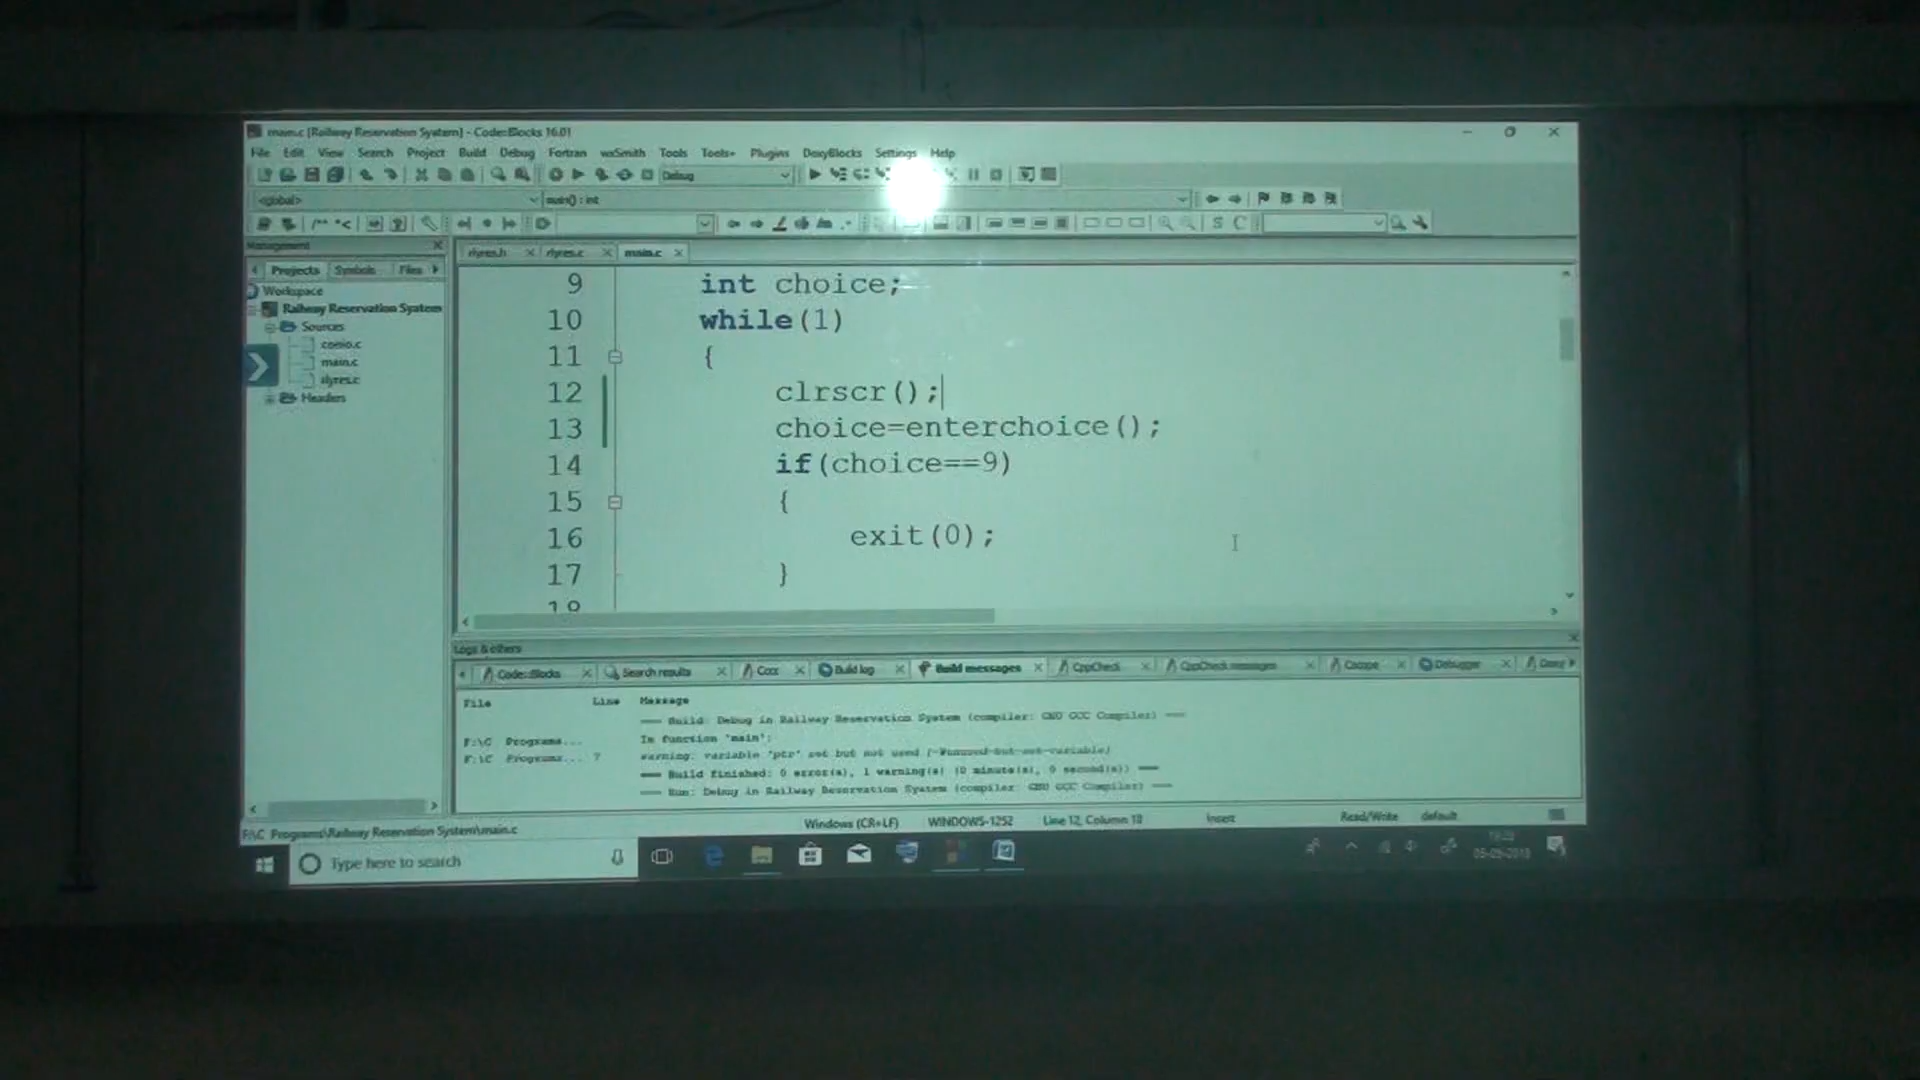 main.c [Railway Reservation System] - Code::Blocks 16.01
File Edit View Search Project Build Debug Fortran wxSmith Tools Tools+ Plugins DoxyBlocks Settings Help
Debug
<global> main() : int
S C
Management
Projects Symbols Files
rlyres.h rlyres.c main.c
Workspace
Railway Reservation System
Sources
conio.c
main.c
rlyres.c
Headers
9 int choice;
10 while(1)
11 {
12 clrscr();
13 choice=enterchoice();
14 if(choice==9)
15 {
16 exit(0);
17 }
18
Logs & others
Code::Blocks Search results Cccc Build log Build messages CppCheck CppCheck messages Cscope Debugger
File Line Message
=== Build: Debug in Railway Reservation System (compiler: GNU GCC Compiler) ===
F:\C Programs... In function 'main':
F:\C Programs... 7 warning: variable 'ptr' set but not used [-Wunused-but-set-variable]
=== Build finished: 0 error(s), 1 warning(s) (0 minute(s), 0 second(s)) ===
=== Run: Debug in Railway Reservation System (compiler: GNU GCC Compiler) ===
F:\C Programs\Railway Reservation System\main.c Windows (CR+LF) WINDOWS-1252 Line 12, Column 18 Insert Read/Write default
Type here to search